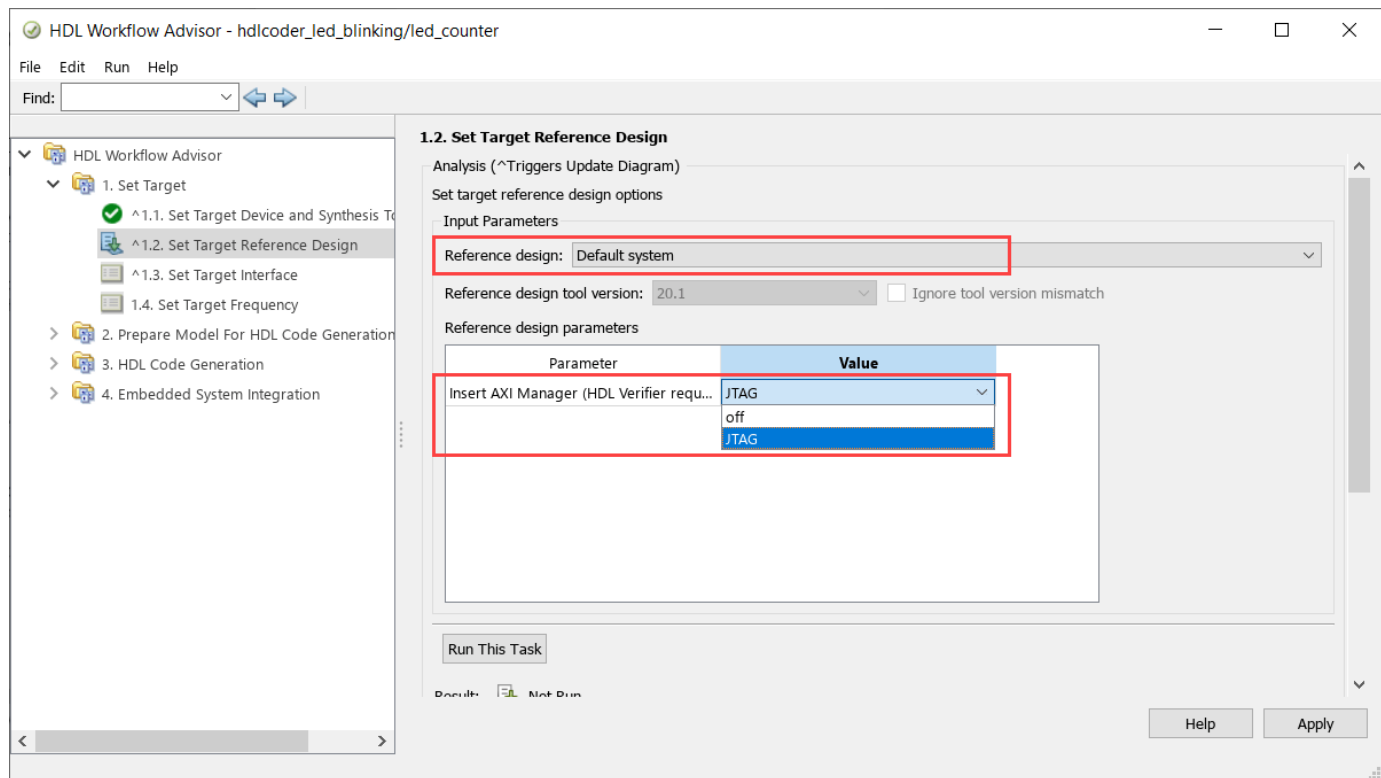 HDL Workflow Advisor - hdlcoder_led_blinking/led_counter
File Edit Run Help
Find:
HDL Workflow Advisor
1. Set Target
^1.1. Set Target Device and Synthesis To
^1.2. Set Target Reference Design
^1.3. Set Target Interface
1.4. Set Target Frequency
2. Prepare Model For HDL Code Generation
3. HDL Code Generation
4. Embedded System Integration
1.2. Set Target Reference Design
Analysis (^Triggers Update Diagram)
Set target reference design options
Input Parameters
Reference design: Default system
Reference design tool version: 20.1 Ignore tool version mismatch
Reference design parameters
Parameter Value
Insert AXI Manager (HDL Verifier requ... JTAG
off
JTAG
Run This Task
Result: Not Run
Help Apply